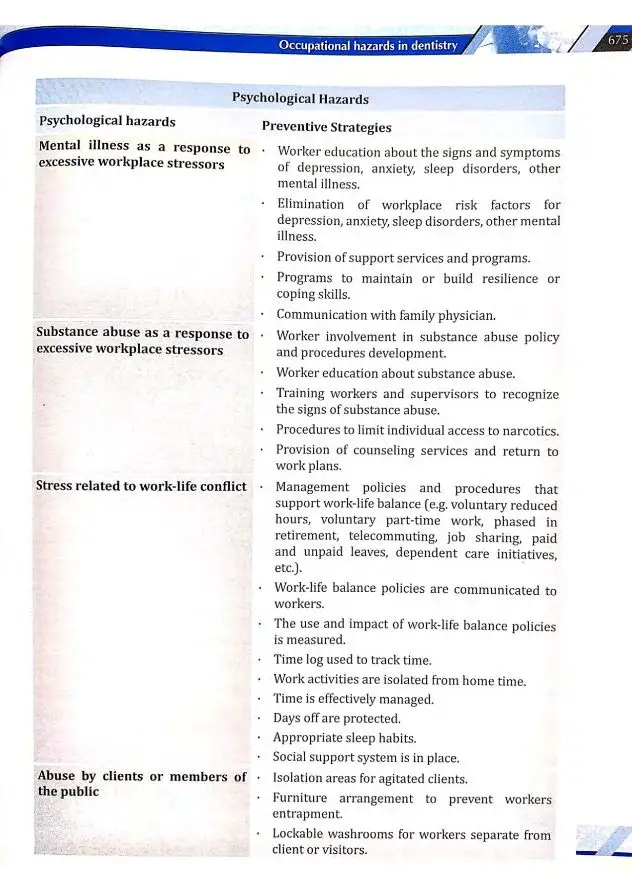 Occupational hazards in dentistry
675
Psychological Hazards
Psychological hazards
Preventive Strategies
Mental illness as a response to
excessive workplace stressors
· Worker education about the signs and symptoms
of depression, anxiety, sleep disorders, other
mental illness.
· Elimination of workplace risk factors for
depression, anxiety, sleep disorders, other mental
illness.
· Provision of support services and programs.
· Programs to maintain or build resilience or
coping skills.
· Communication with family physician.
Substance abuse as a response to
excessive workplace stressors
· Worker involvement in substance abuse policy
and procedures development.
· Worker education about substance abuse.
· Training workers and supervisors to recognize
the signs of substance abuse.
· Procedures to limit individual access to narcotics.
· Provision of counseling services and return to
work plans.
Stress related to work-life conflict
· Management policies and procedures that
support work-life balance (e.g. voluntary reduced
hours, voluntary part-time work, phased in
retirement, telecommuting, job sharing, paid
and unpaid leaves, dependent care initiatives,
etc.).
· Work-life balance policies are communicated to
workers.
· The use and impact of work-life balance policies
is measured.
· Time log used to track time.
· Work activities are isolated from home time.
· Time is effectively managed.
· Days off are protected.
· Appropriate sleep habits.
· Social support system is in place.
Abuse by clients or members of
the public
· Isolation areas for agitated clients.
· Furniture arrangement to prevent workers
entrapment.
· Lockable washrooms for workers separate from
client or visitors.